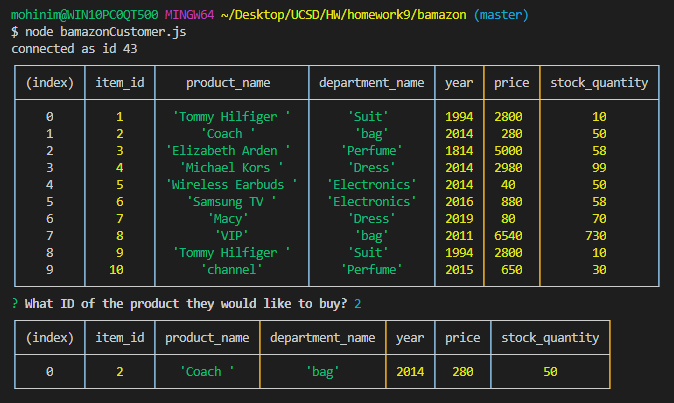 mohinim@WIN10PC0QT500 MINGW64 ~/Desktop/UCSD/HW/homework9/bamazon (master)
$ node bamazonCustomer.js
connected as id 43
(index) item_id product_name department_name year price stock_quantity
0 1 'Tommy Hilfiger ' 'Suit' 1994 2800 10
1 2 'Coach ' 'bag' 2014 280 50
2 3 'Elizabeth Arden ' 'Perfume' 1814 5000 58
3 4 'Michael Kors ' 'Dress' 2014 2980 99
4 5 'Wireless Earbuds ' 'Electronics' 2014 40 50
5 6 'Samsung TV ' 'Electronics' 2016 880 58
6 7 'Macy' 'Dress' 2019 80 70
7 8 'VIP' 'bag' 2011 6540 730
8 9 'Tommy Hilfiger ' 'Suit' 1994 2800 10
9 10 'channel' 'Perfume' 2015 650 30
? What ID of the product they would like to buy? 2
(index) item_id product_name department_name year price stock_quantity
0 2 'Coach ' 'bag' 2014 280 50